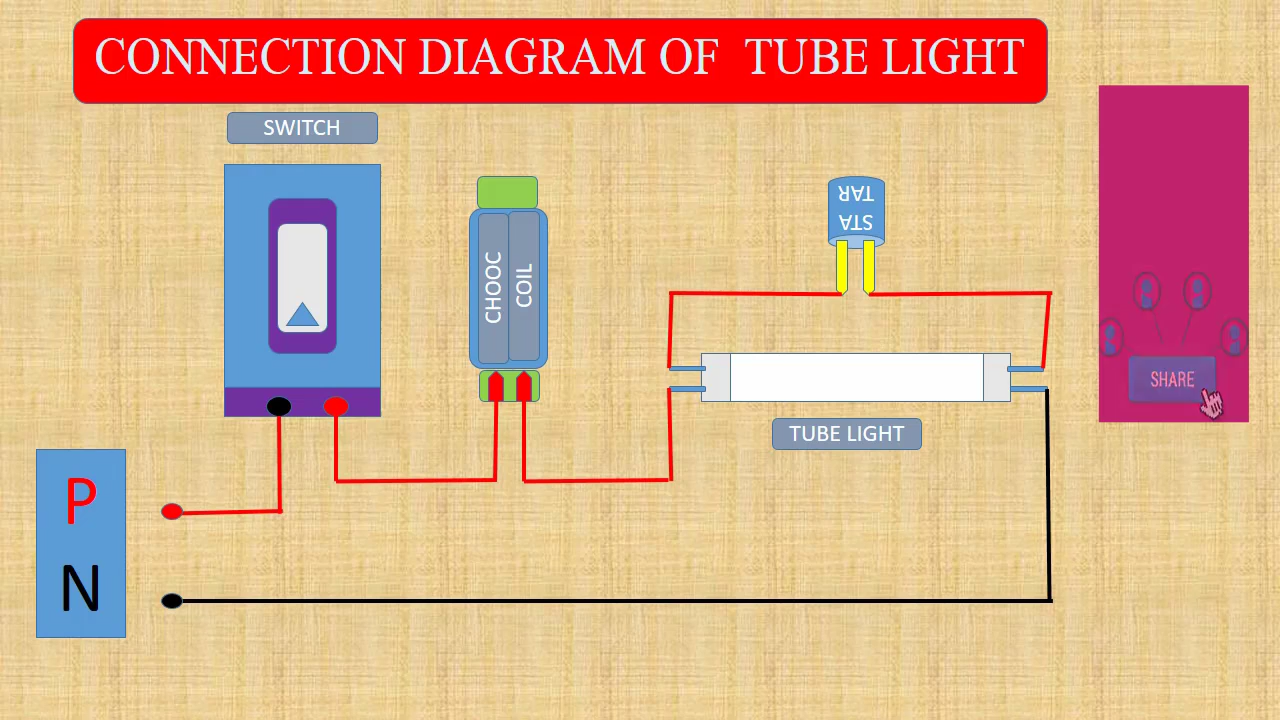 CONNECTION DIAGRAM OF TUBE LIGHT
SWITCH
CHOOC
COIL
STA
TAR
TUBE LIGHT
SHARE
P
N